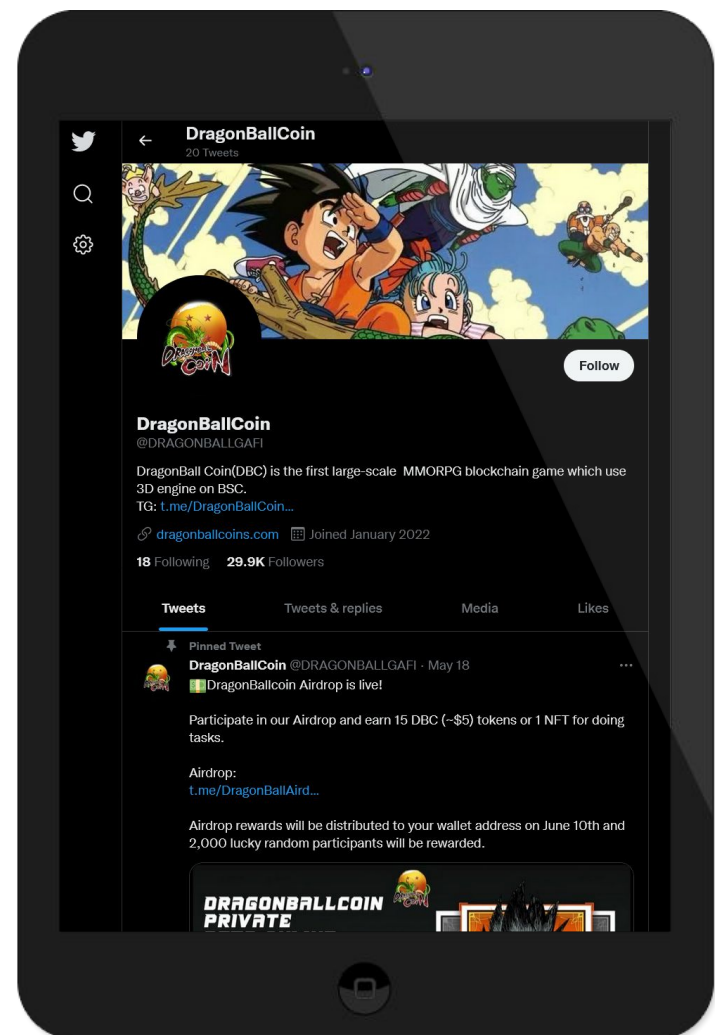 DragonBallCoin
20 Tweets
DRAGONBALL
COIN
Follow
DragonBallCoin
@DRAGONBALLGAFI
DragonBall Coin(DBC) is the first large-scale  MMORPG blockchain game which use
3D engine on BSC.
TG: t.me/DragonBallCoin…
dragonballcoins.com Joined January 2022
18 Following 29.9K Followers
Tweets Tweets & replies Media Likes
Pinned Tweet
DragonBallCoin @DRAGONBALLGAFI · May 18
💵DragonBallcoin Airdrop is live!
Participate in our Airdrop and earn 15 DBC (~$5) tokens or 1 NFT for doing
tasks.
Airdrop:
t.me/DragonBallAird…
Airdrop rewards will be distributed to your wallet address on June 10th and
2,000 lucky random participants will be rewarded.
DRAGONBALLCOIN
PRIVATE